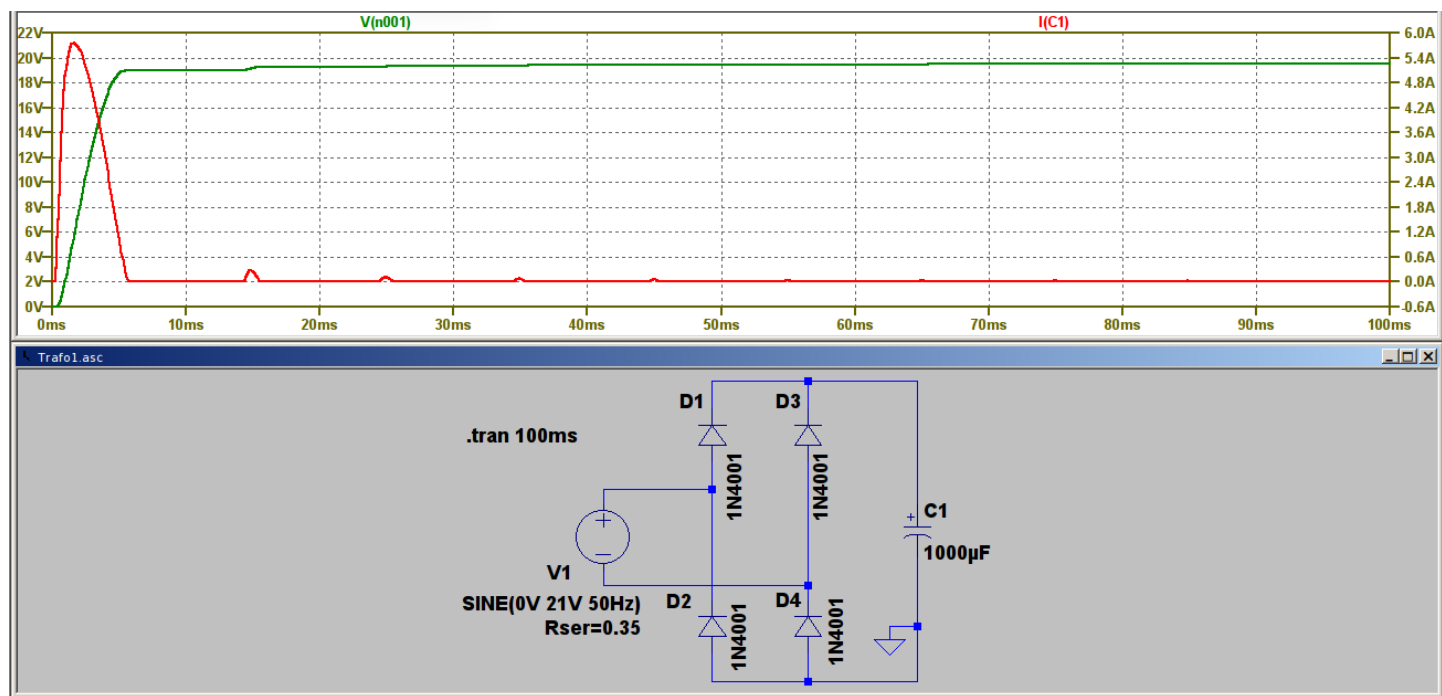 V(n001) I(C1)
22V 6.0A
20V 5.4A
18V 4.8A
16V 4.2A
14V 3.6A
12V 3.0A
10V 2.4A
8V 1.8A
6V 1.2A
4V 0.6A
2V 0.0A
0V -0.6A
0ms 10ms 20ms 30ms 40ms 50ms 60ms 70ms 80ms 90ms 100ms
Trafo1.asc
D1 D3
.tran 100ms
1N4001 1N4001
+ C1
1000µF
V1
SINE(0V 21V 50Hz)
Rser=0.35
D2 D4
1N4001 1N4001